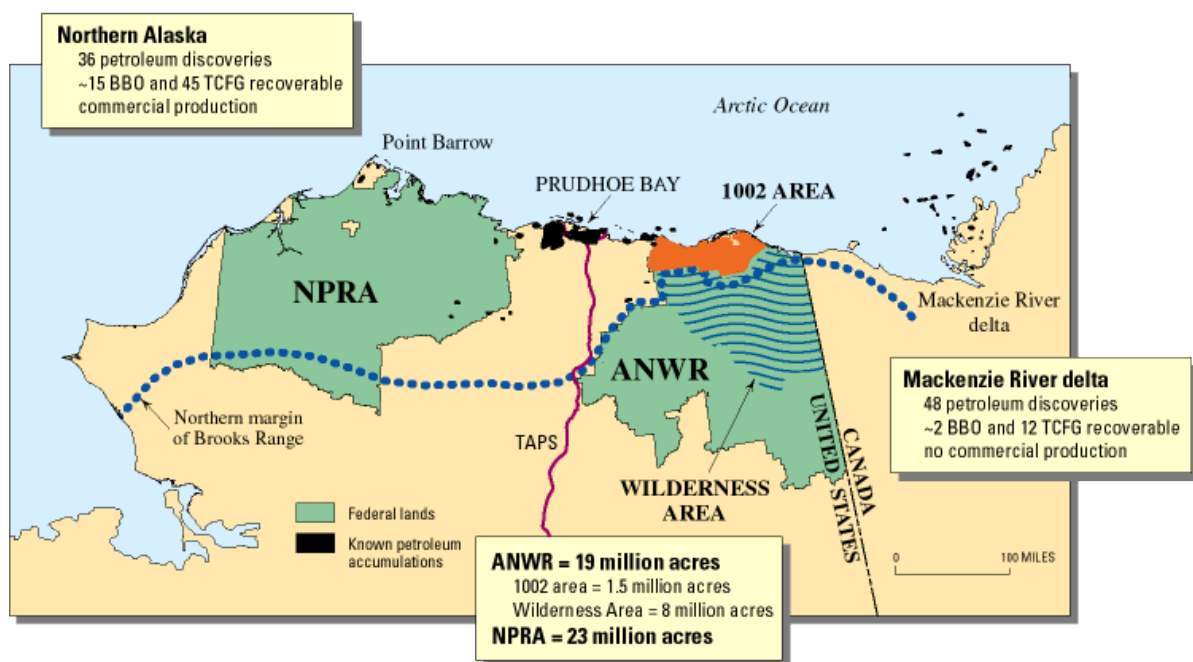 Northern Alaska
36 petroleum discoveries
~15 BBO and 45 TCFG recoverable
commercial production
Arctic Ocean
Point Barrow
PRUDHOE BAY
1002 AREA
NPRA
Mackenzie River
delta
ANWR
Mackenzie River delta
48 petroleum discoveries
~2 BBO and 12 TCFG recoverable
no commercial production
Northern margin
of Brooks Range
TAPS
CANADA
UNITED STATES
WILDERNESS
AREA
Federal lands
Known petroleum
accumulations
0 100 MILES
ANWR = 19 million acres
1002 area = 1.5 million acres
Wilderness Area = 8 million acres
NPRA = 23 million acres